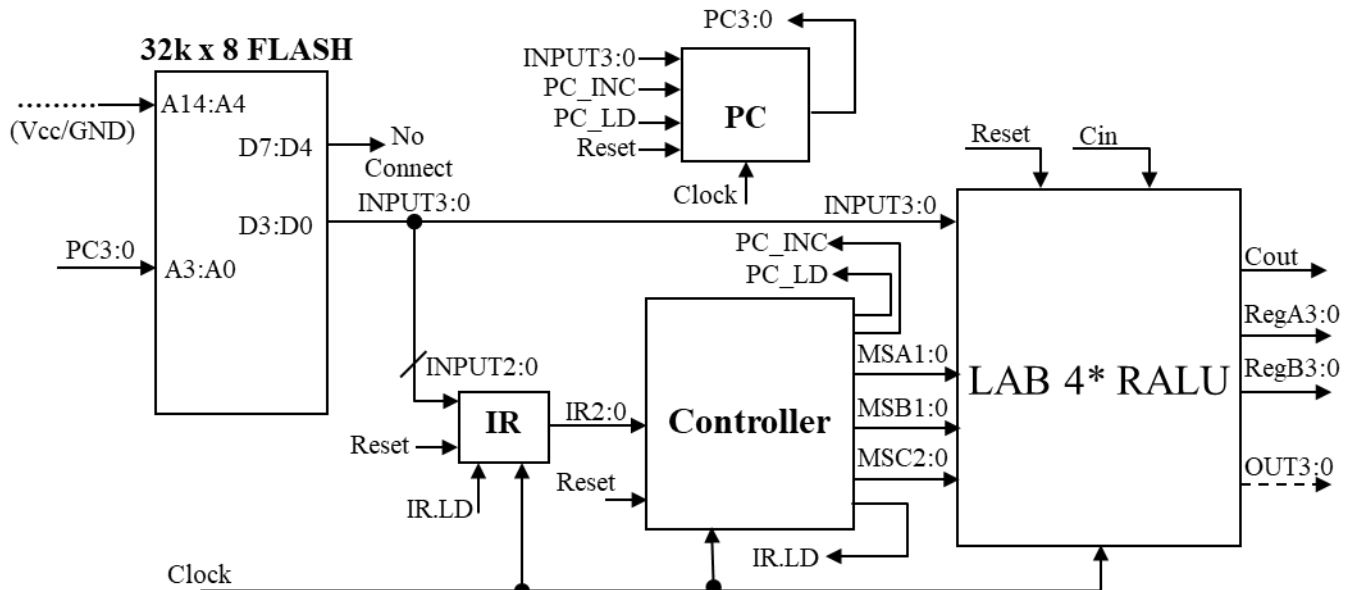 32k x 8 FLASH
A14:A4
(Vcc/GND)
D7:D4
No
Connect
INPUT3:0
D3:D0
PC3:0
A3:A0
PC3:0
INPUT3:0
PC_INC
PC_LD
Reset
PC
Clock
Reset
Cin
INPUT3:0
PC_INC
PC_LD
INPUT2:0
IR
IR2:0
Reset
IR.LD
Controller
Reset
MSA1:0
MSB1:0
MSC2:0
IR.LD
LAB 4* RALU
Cout
RegA3:0
RegB3:0
OUT3:0
Clock